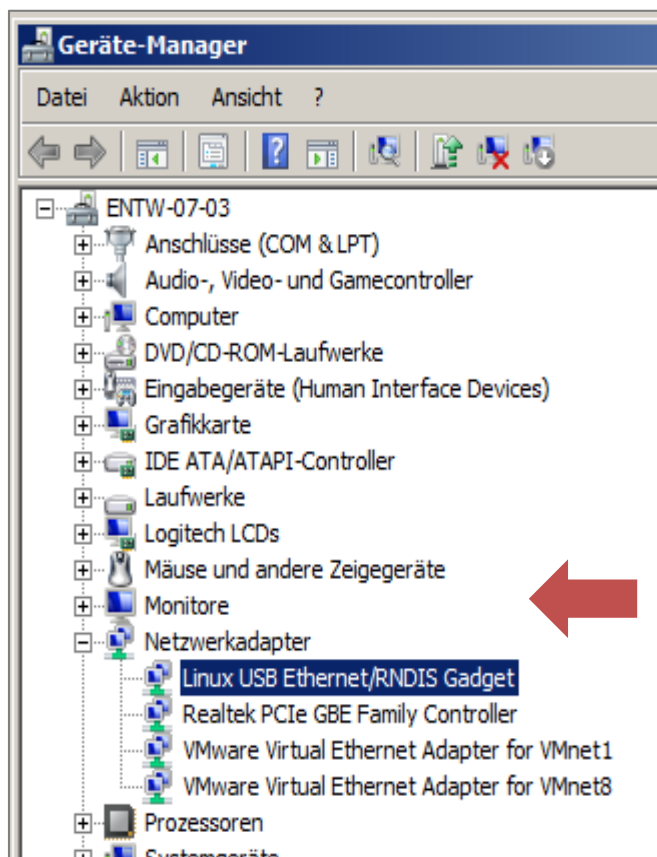 Geräte-Manager
Datei Aktion Ansicht ?
ENTW-07-03
Anschlüsse (COM & LPT)
Audio-, Video- und Gamecontroller
Computer
DVD/CD-ROM-Laufwerke
Eingabegeräte (Human Interface Devices)
Grafikkarte
IDE ATA/ATAPI-Controller
Laufwerke
Logitech LCDs
Mäuse und andere Zeigegeräte
Monitore
Netzwerkadapter
Linux USB Ethernet/RNDIS Gadget
Realtek PCIe GBE Family Controller
VMware Virtual Ethernet Adapter for VMnet1
VMware Virtual Ethernet Adapter for VMnet8
Prozessoren
Systemgeräte